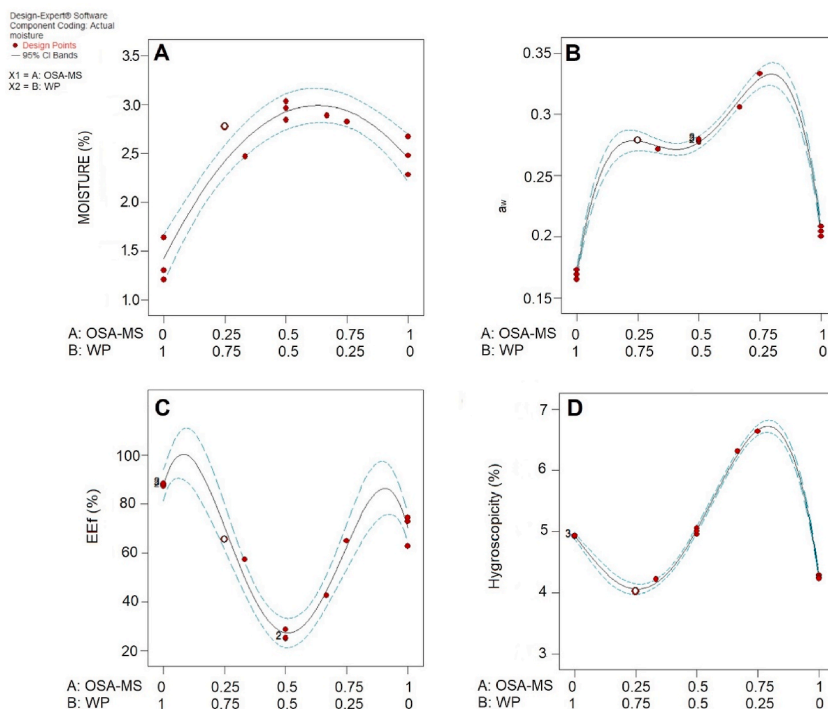 Design-Expert® Software
Component Coding: Actual
moisture
Design Points
95% CI Bands
X1 = A: OSA-MS
X2 = B: WP
A
MOISTURE (%)
3.5
3.0
2.5
2.0
1.5
1.0
A: OSA-MS 0 0.25 0.5 0.75 1
B: WP 1 0.75 0.5 0.25 0
B
aw
0.35
0.3
0.25
0.2
0.15
A: OSA-MS 0 0.25 0.5 0.75 1
B: WP 1 0.75 0.5 0.25 0
C
EEf (%)
100
80
60
40
20
2
A: OSA-MS 0 0.25 0.5 0.75 1
B: WP 1 0.75 0.5 0.25 0
D
Hygroscopicity (%)
7
6
5
4
3
3
A: OSA-MS 0 0.25 0.5 0.75 1
B: WP 1 0.75 0.5 0.25 0